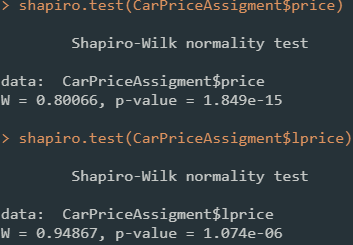 > shapiro.test(CarPriceAssigment$price)
Shapiro-Wilk normality test
data:  CarPriceAssigment$price
W = 0.80066, p-value = 1.849e-15
> shapiro.test(CarPriceAssigment$lprice)
Shapiro-Wilk normality test
data:  CarPriceAssigment$lprice
W = 0.94867, p-value = 1.074e-06